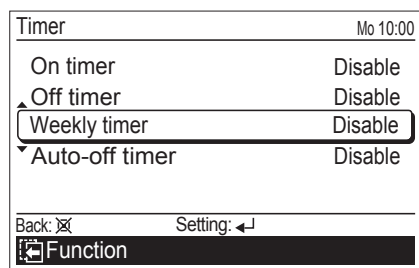 Timer Mo 10:00
On timer Disable
Off timer Disable
Weekly timer Disable
Auto-off timer Disable
Back: Setting:
Function